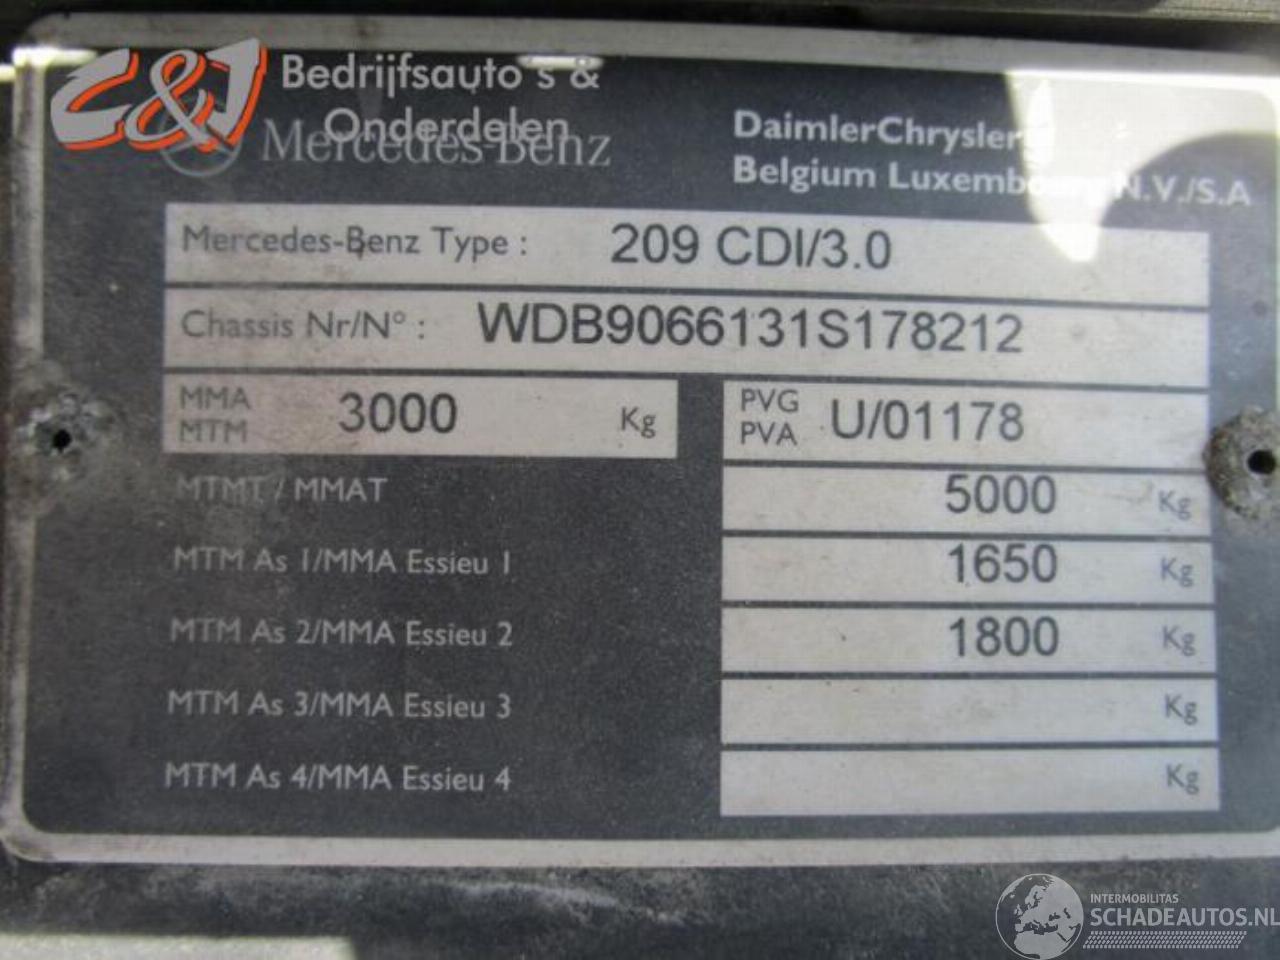 C&J Bedrijfsauto's &
Onderdelen
Mercedes-Benz
DaimlerChrysler
Belgium Luxembourg N.V./S.A
Mercedes-Benz Type : 209 CDI/3.0
Chassis Nr/N° : WDB9066131S178212
MMA
MTM 3000 Kg
PVG
PVA U/01178
MTMT / MMAT 5000 Kg
MTM As 1/MMA Essieu 1 1650 Kg
MTM As 2/MMA Essieu 2 1800 Kg
MTM As 3/MMA Essieu 3 Kg
MTM As 4/MMA Essieu 4 Kg
INTERMOBILITAS
SCHADEAUTOS.NL